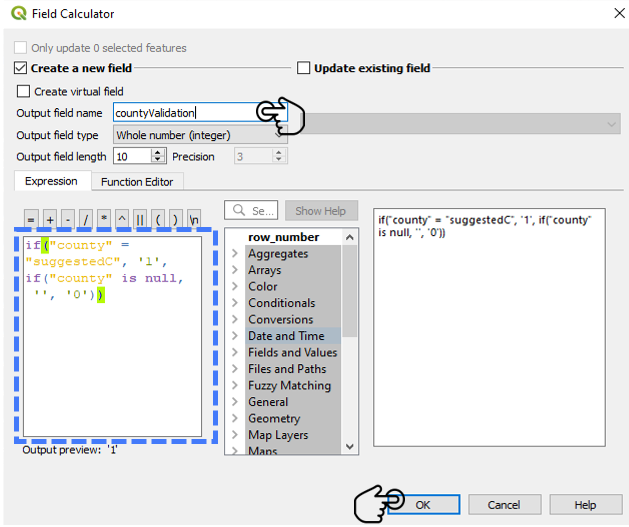 Field Calculator
Only update 0 selected features
Create a new field
Update existing field
Create virtual field
Output field name countyValidation
Output field type Whole number (integer)
Output field length 10 Precision 3
Expression Function Editor
= + - / * ^ || ( ) \n
Se... Show Help
if("county" =
"suggestedC", '1',
if("county" is null,
'', '0'))
row_number
Aggregates
Arrays
Color
Conditionals
Conversions
Date and Time
Fields and Values
Files and Paths
Fuzzy Matching
General
Geometry
Map Layers
Maps
if("county" = "suggestedC", '1', if("county"
is null, '', '0'))
Output preview: '1'
OK Cancel Help